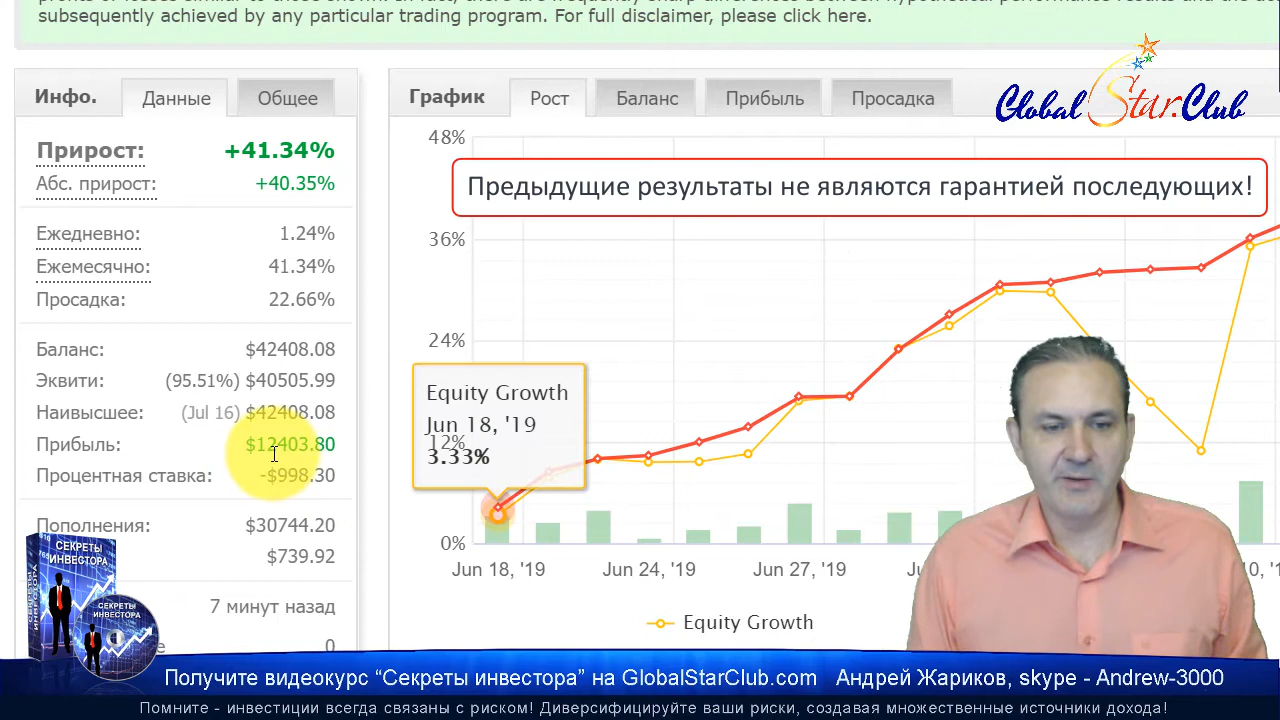 subsequently achieved by any particular trading program. For full disclaimer, please click here.
Global Star.Club
Инфо. Данные Общее
График Рост Баланс Прибыль Просадка
Прирост: +41.34%
Абс. прирост: +40.35%
Ежедневно: 1.24%
Ежемесячно: 41.34%
Просадка: 22.66%
Баланс: $42408.08
Эквити: (95.51%) $40505.99
Наивысшее: (Jul 16) $42408.08
Прибыль: $12403.80
Процентная ставка: -$998.30
Пополнения: $30744.20
$739.92
7 минут назад
0
48%
Предыдущие результаты не являются гарантией последующих!
36%
24%
12%
0%
Equity Growth
Jun 18, '19
3.33%
Jun 18, '19 Jun 24, '19 Jun 27, '19
Equity Growth
СЕКРЕТЫ
ИНВЕСТОРА
СЕКРЕТЫ
ИНВЕСТОРА
Получите видеокурс “Секреты инвестора” на GlobalStarClub.com Андрей Жариков, skype - Andrew-3000
Помните - инвестиции всегда связаны с риском! Диверсифицируйте ваши риски, создавая множественные источники дохода!